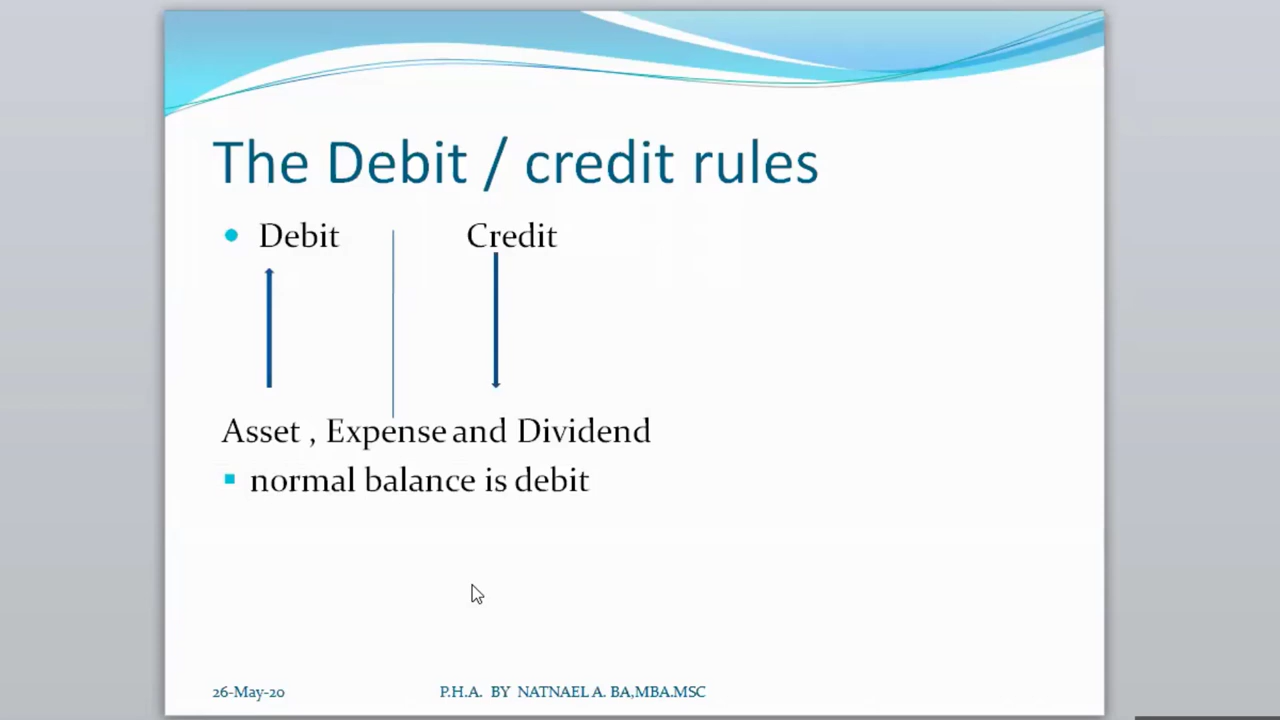 The Debit / credit rules
Debit Credit
Asset , Expense and Dividend
normal balance is debit
26-May-20 P.H.A. BY NATNAEL A. BA,MBA.MSC